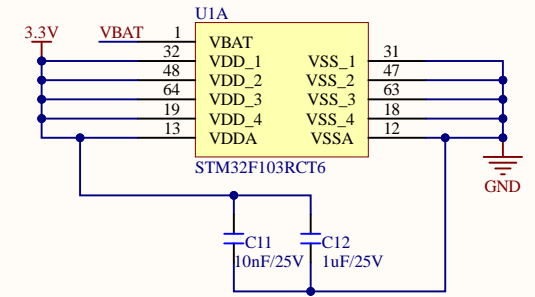 U1A
3.3V
VBAT 1 VBAT
32 VDD_1 VSS_1 31
48 VDD_2 VSS_2 47
64 VDD_3 VSS_3 63
19 VDD_4 VSS_4 18
13 VDDA VSSA 12
STM32F103RCT6
GND
C11 C12
10nF/25V 1uF/25V